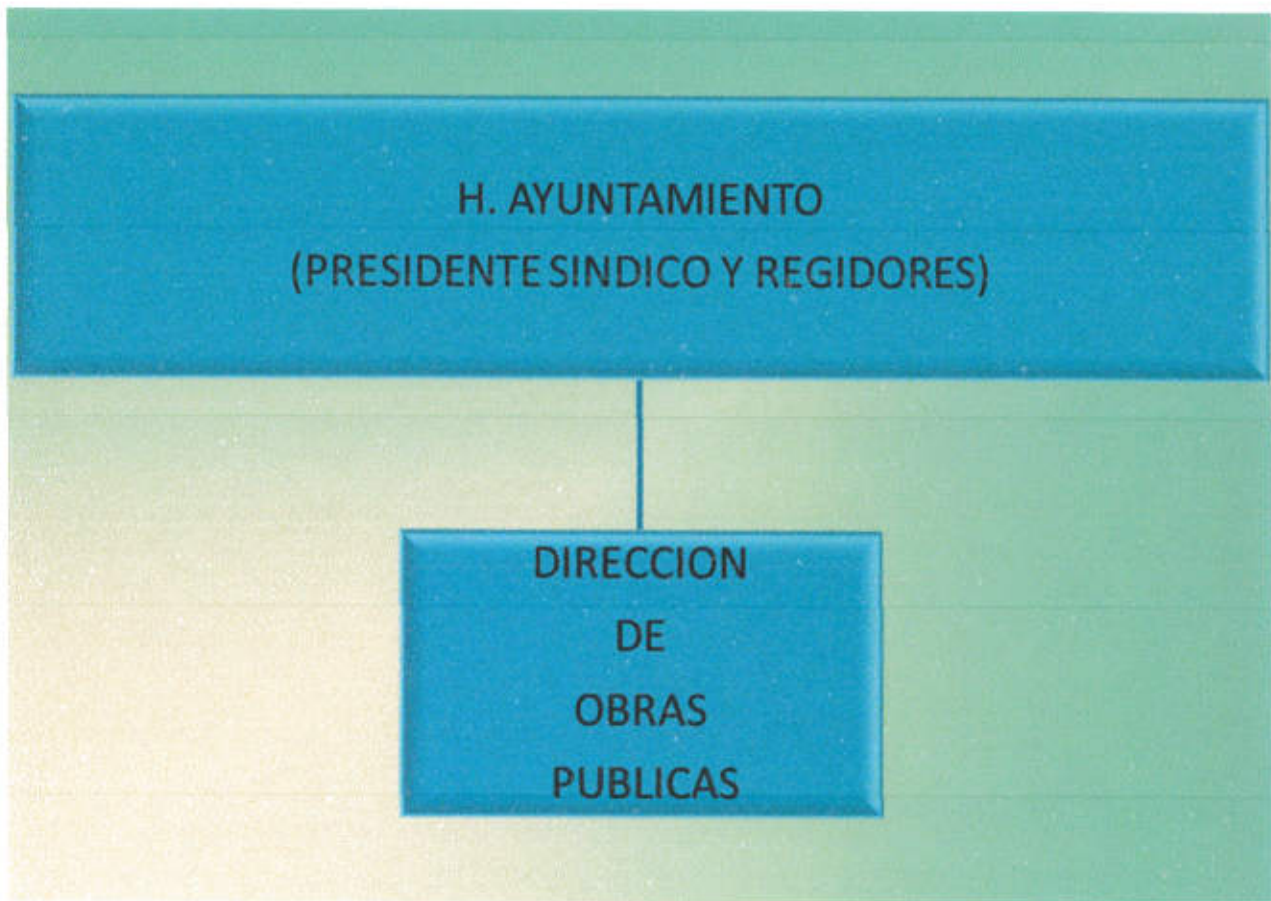 H. AYUNTAMIENTO
(PRESIDENTE SINDICO Y REGIDORES)
DIRECCION
DE
OBRAS
PUBLICAS